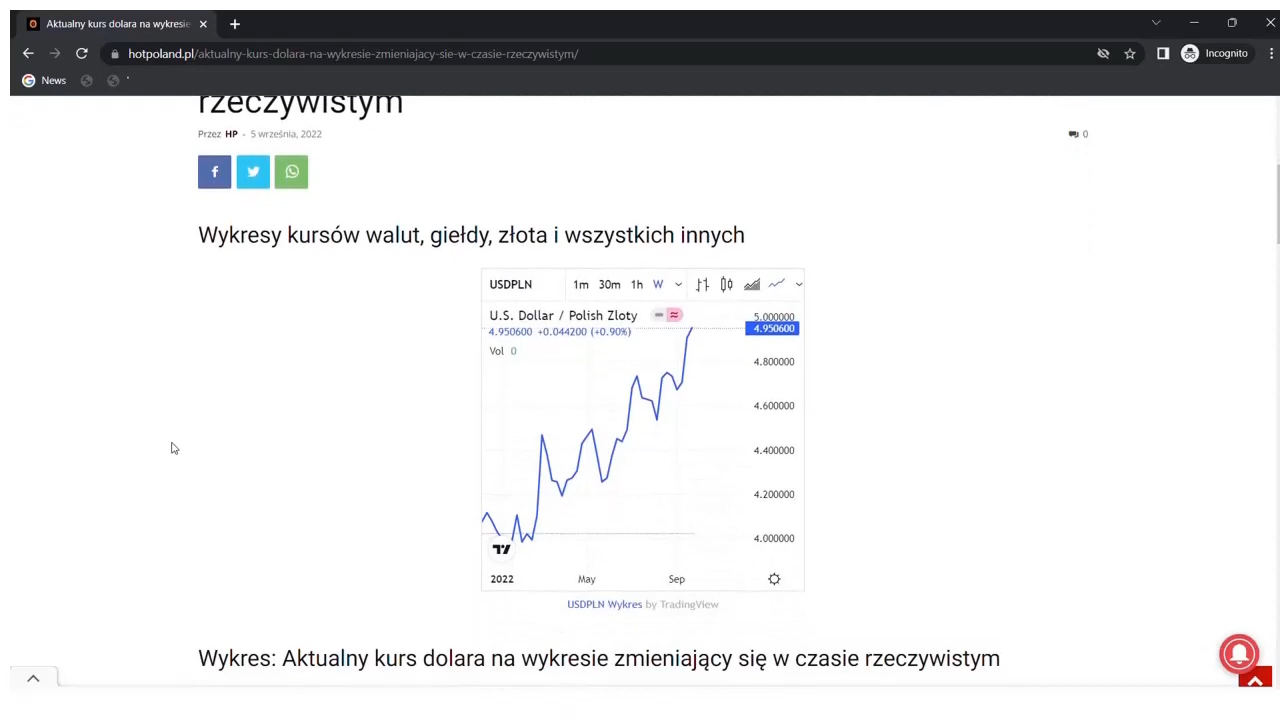 Aktualny kurs dolara na wykresie
hotpoland.pl/aktualny-kurs-dolara-na-wykresie-zmieniajacy-sie-w-czasie-rzeczywistym/
Incognito
News
rzeczywistym
Przez HP - 5 września, 2022
0
Wykresy kursów walut, giełdy, złota i wszystkich innych
USDPLN 1m 30m 1h W
U.S. Dollar / Polish Zloty
4.950600 +0.044200 (+0.90%)
Vol 0
5.000000
4.950600
4.800000
4.600000
4.400000
4.200000
4.000000
2022 May Sep
USDPLN Wykres by TradingView
Wykres: Aktualny kurs dolara na wykresie zmieniający się w czasie rzeczywistym